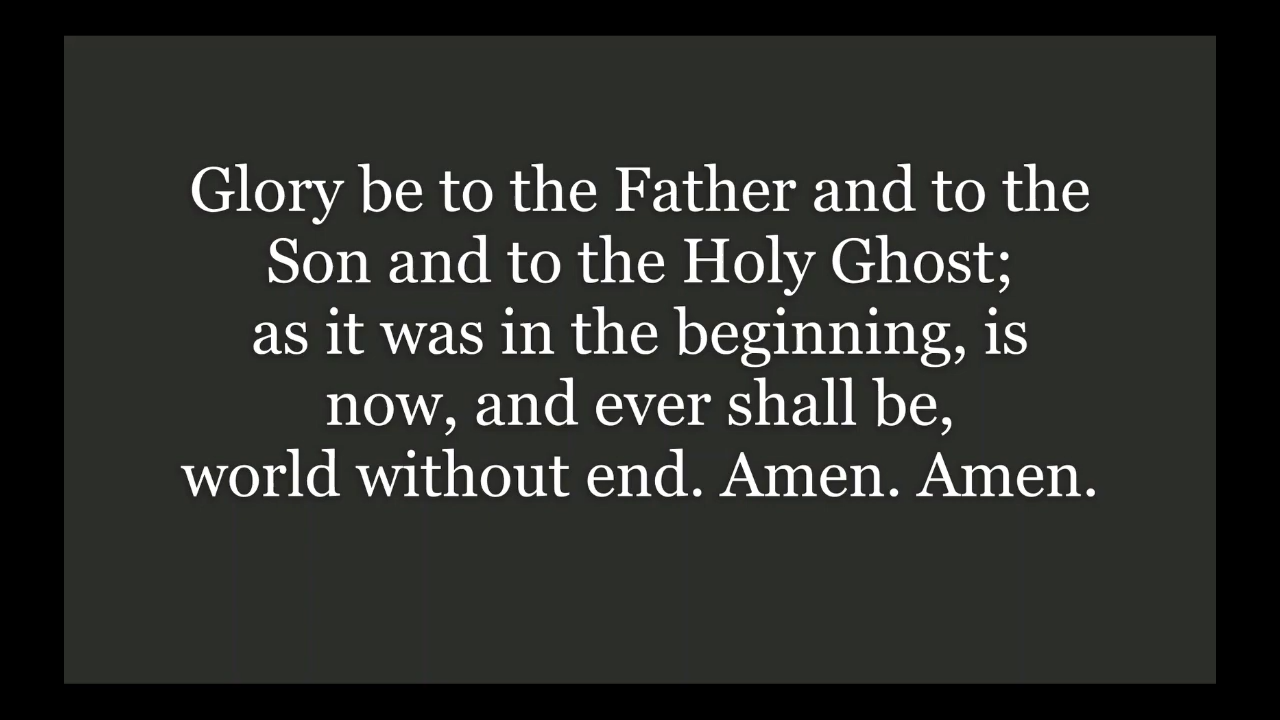 Glory be to the Father and to the
Son and to the Holy Ghost;
as it was in the beginning, is
now, and ever shall be,
world without end. Amen. Amen.